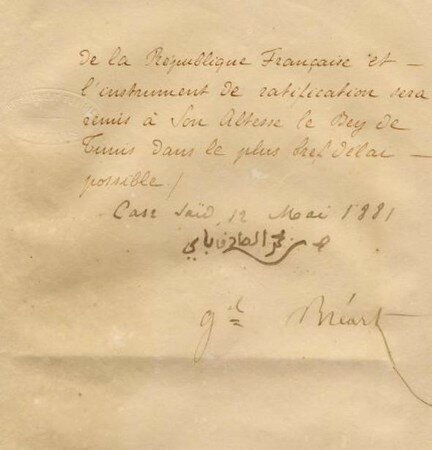 de la République Française et —
l'instrument de ratification sera
remis à Son Altesse le Bey de
Tunis dans le plus bref délai —
possible /.
Casr Saïd, 12 Mai 1881
محمد الصادق باي
gal Bréart